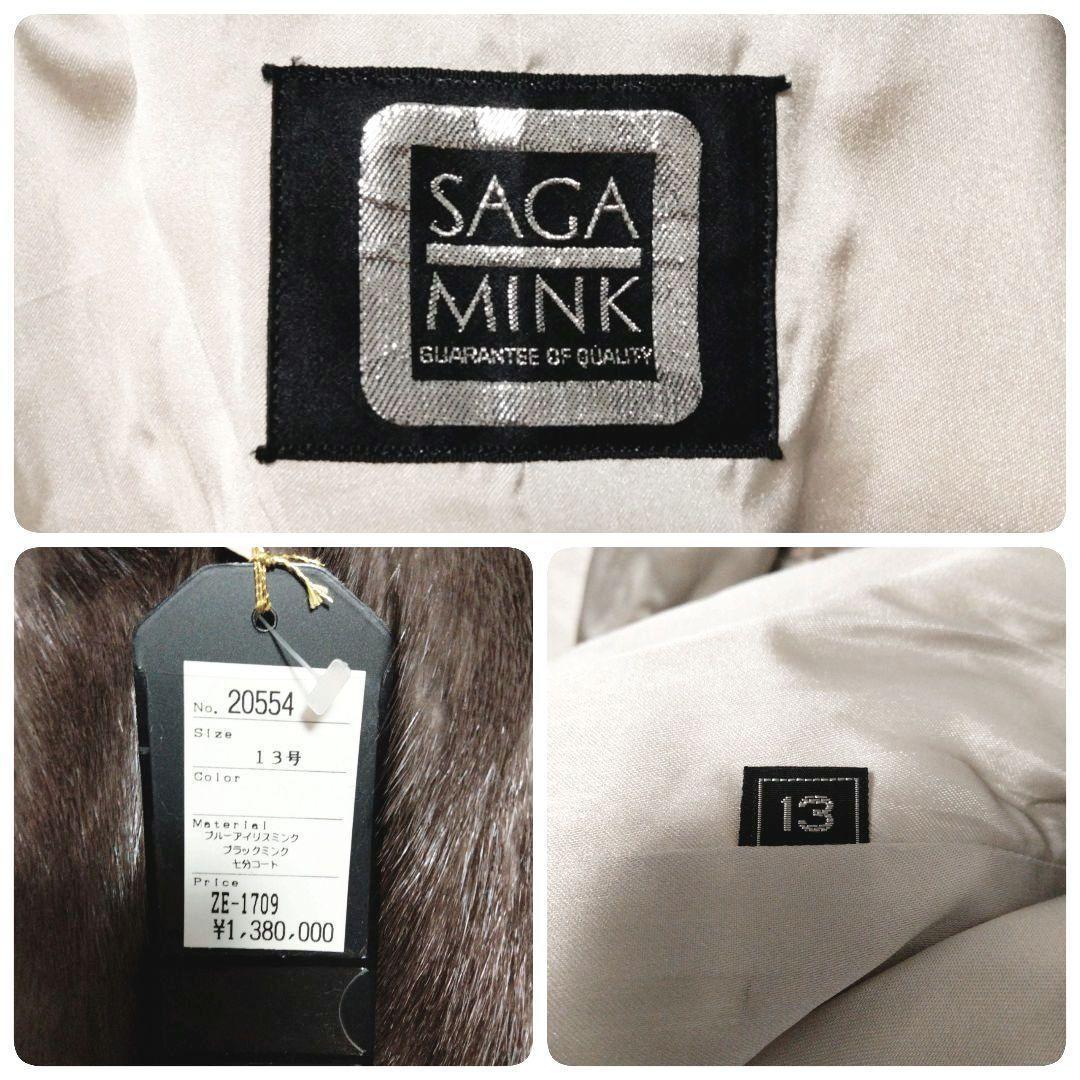 SAGA
MINK
GUARANTEE OF QUALITY
No. 20554
Size
13号
Color
Material
ブルーアイリスミンク
ブラックミンク
七分コート
Price
ZE-1709
¥1,380,000
13